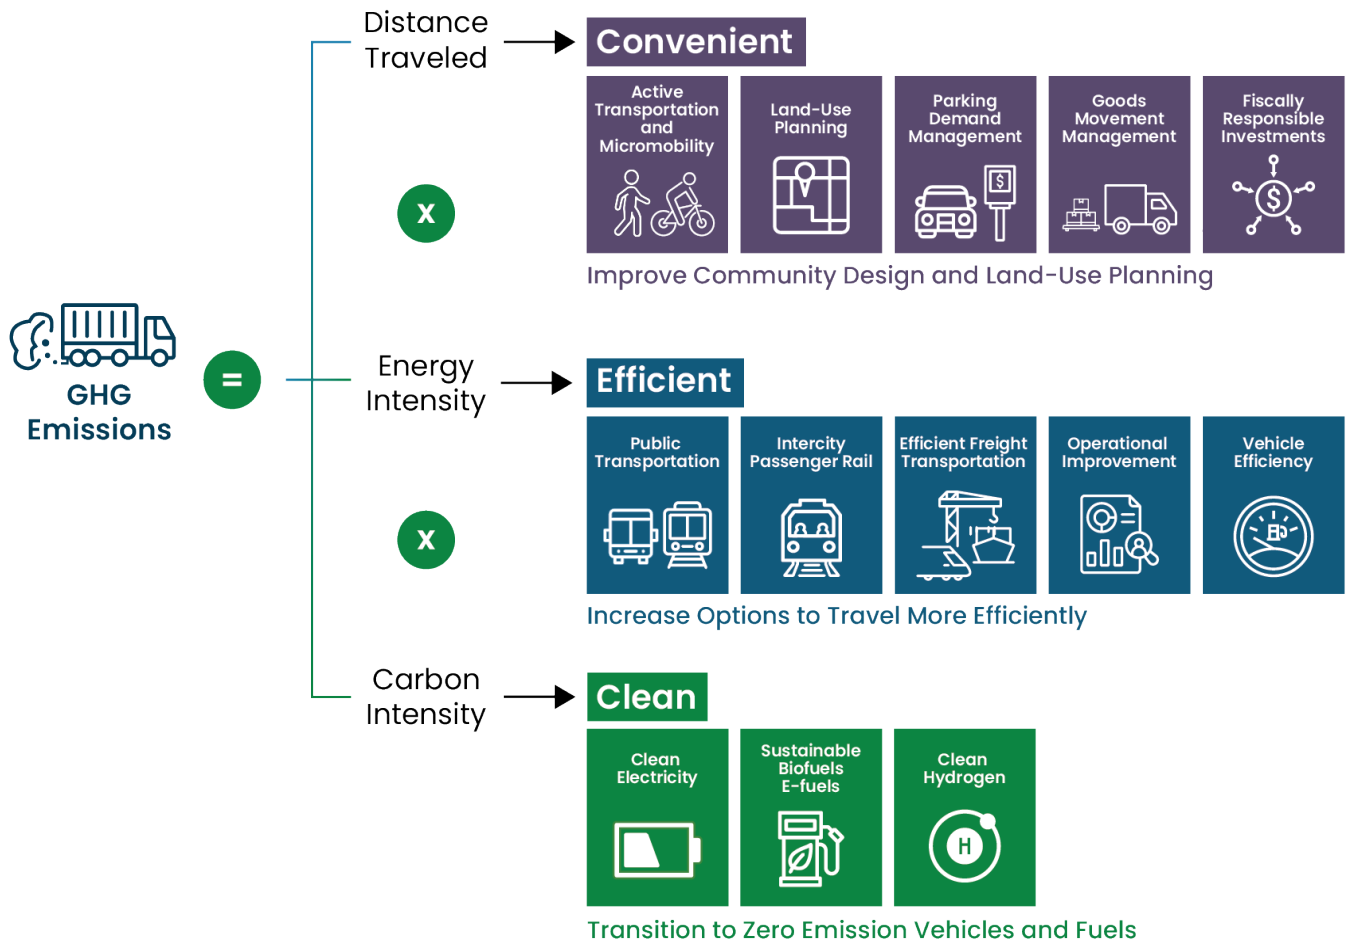 Distance
Traveled
Convenient
Active
Transportation
and
Micromobility
Land-Use
Planning
Parking
Demand
Management
$
Goods
Movement
Management
Fiscally
Responsible
Investments
$
Improve Community Design and Land-Use Planning
X
GHG
Emissions
=
Energy
Intensity
Efficient
Public
Transportation
Intercity
Passenger Rail
Efficient Freight
Transportation
Operational
Improvement
Vehicle
Efficiency
Increase Options to Travel More Efficiently
X
Carbon
Intensity
Clean
Clean
Electricity
Sustainable
Biofuels
E-fuels
Clean
Hydrogen
H
Transition to Zero Emission Vehicles and Fuels